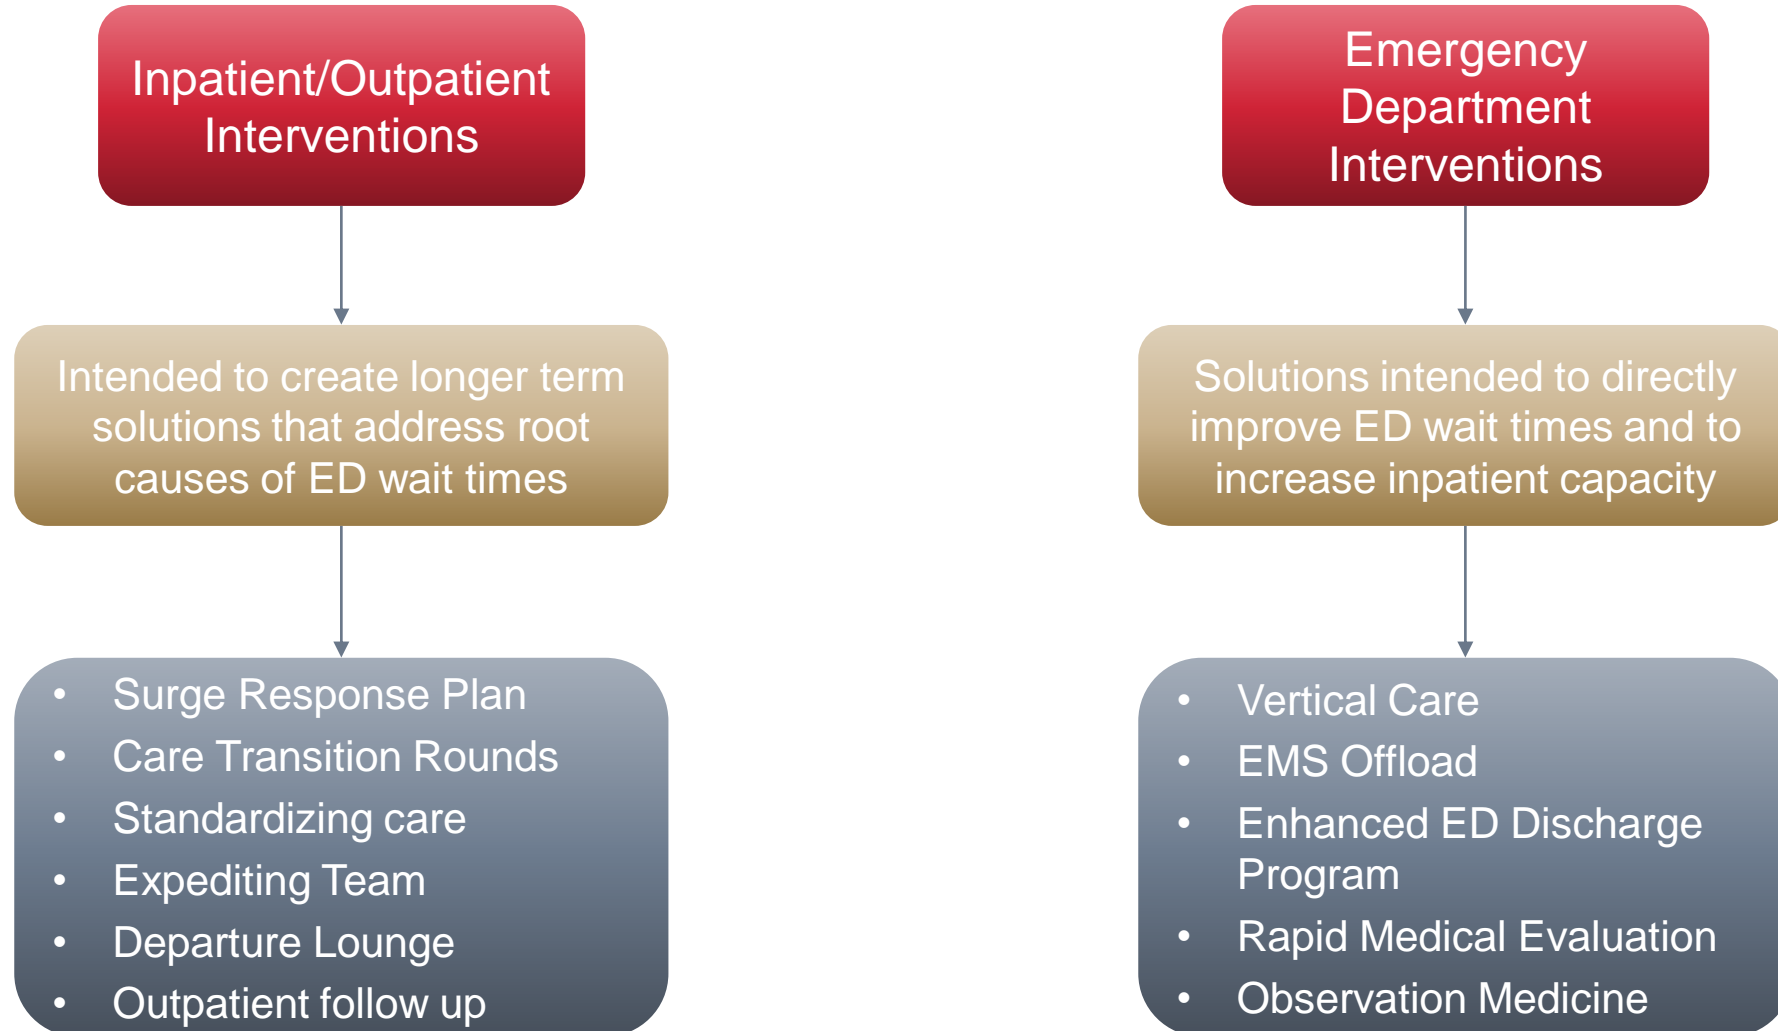 Inpatient/Outpatient
Interventions
Intended to create longer term
solutions that address root
causes of ED wait times
• Surge Response Plan
• Care Transition Rounds
• Standardizing care
• Expediting Team
• Departure Lounge
• Outpatient follow up
Emergency
Department
Interventions
Solutions intended to directly
improve ED wait times and to
increase inpatient capacity
• Vertical Care
• EMS Offload
• Enhanced ED Discharge
Program
• Rapid Medical Evaluation
• Observation Medicine